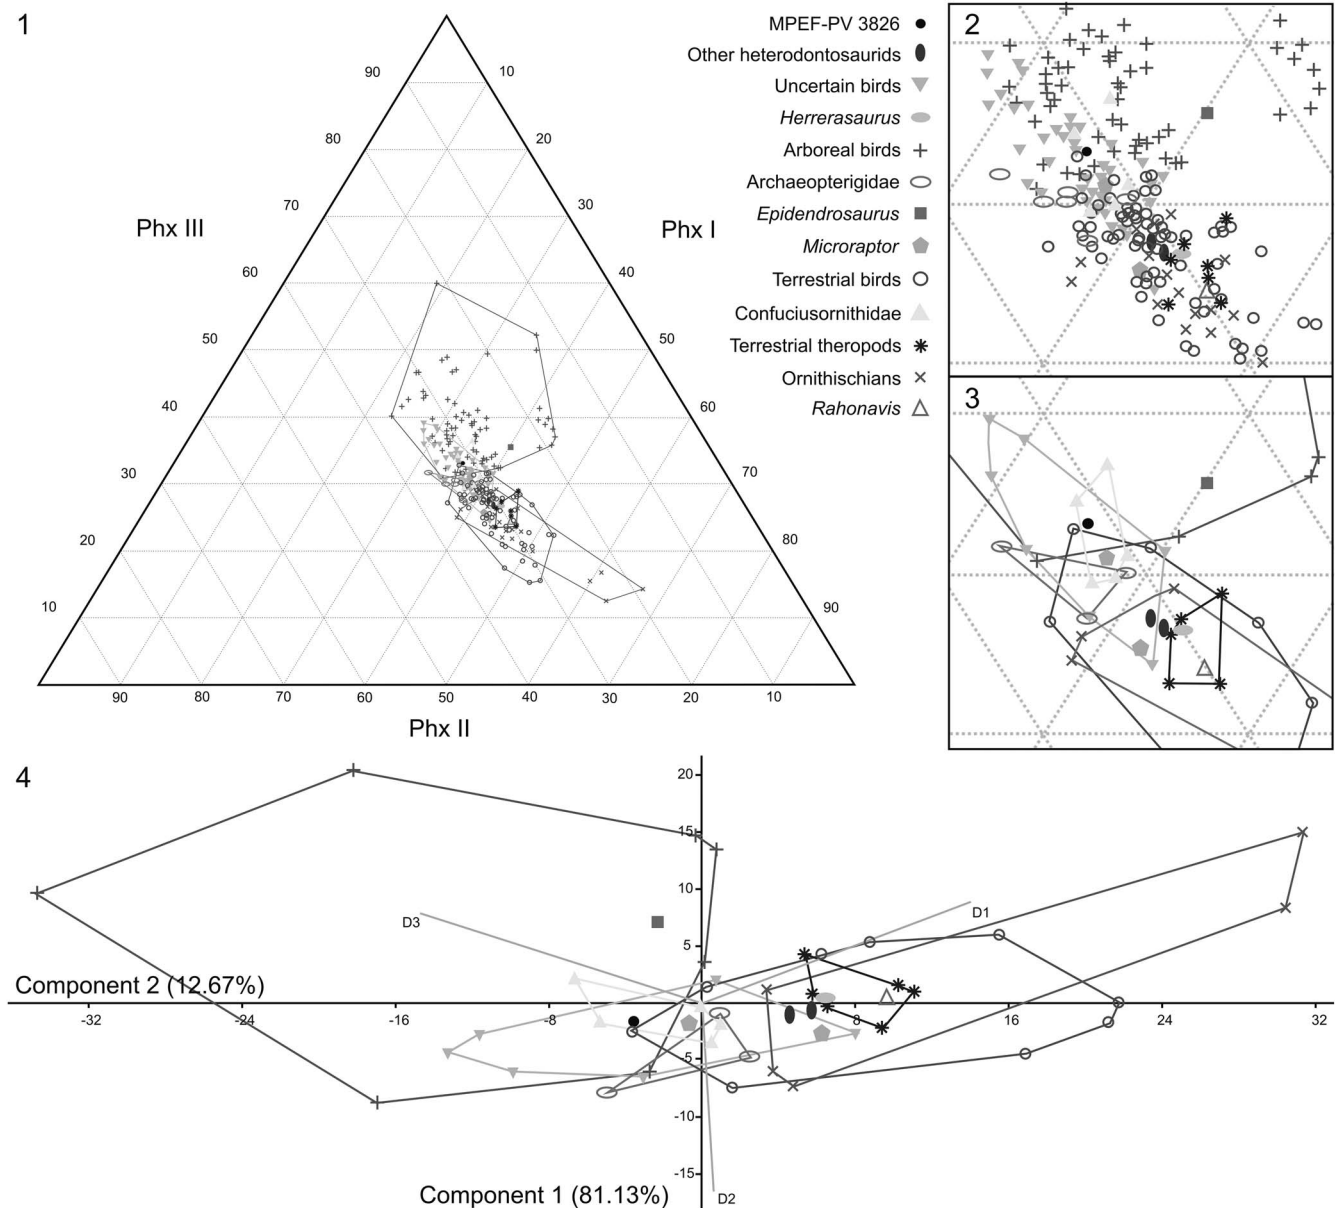 1
90
10
80
20
70
30
Phx III
Phx I
60
40
50
50
40
60
30
70
20
80
10
90
90
80
70
60
50
40
30
20
10
Phx II
MPEF-PV 3826
Other heterodontosaurids
Uncertain birds
Herrerasaurus
Arboreal birds
Archaeopterigidae
Epidendrosaurus
Microraptor
Terrestrial birds
Confuciusornithidae
Terrestrial theropods
Ornithischians
Rahonavis
2
3
4
20
15
10
5
-5
-10
-15
D3
D1
D2
Component 2 (12.67%)
-32
-24
-16
-8
8
16
24
32
Component 1 (81.13%)